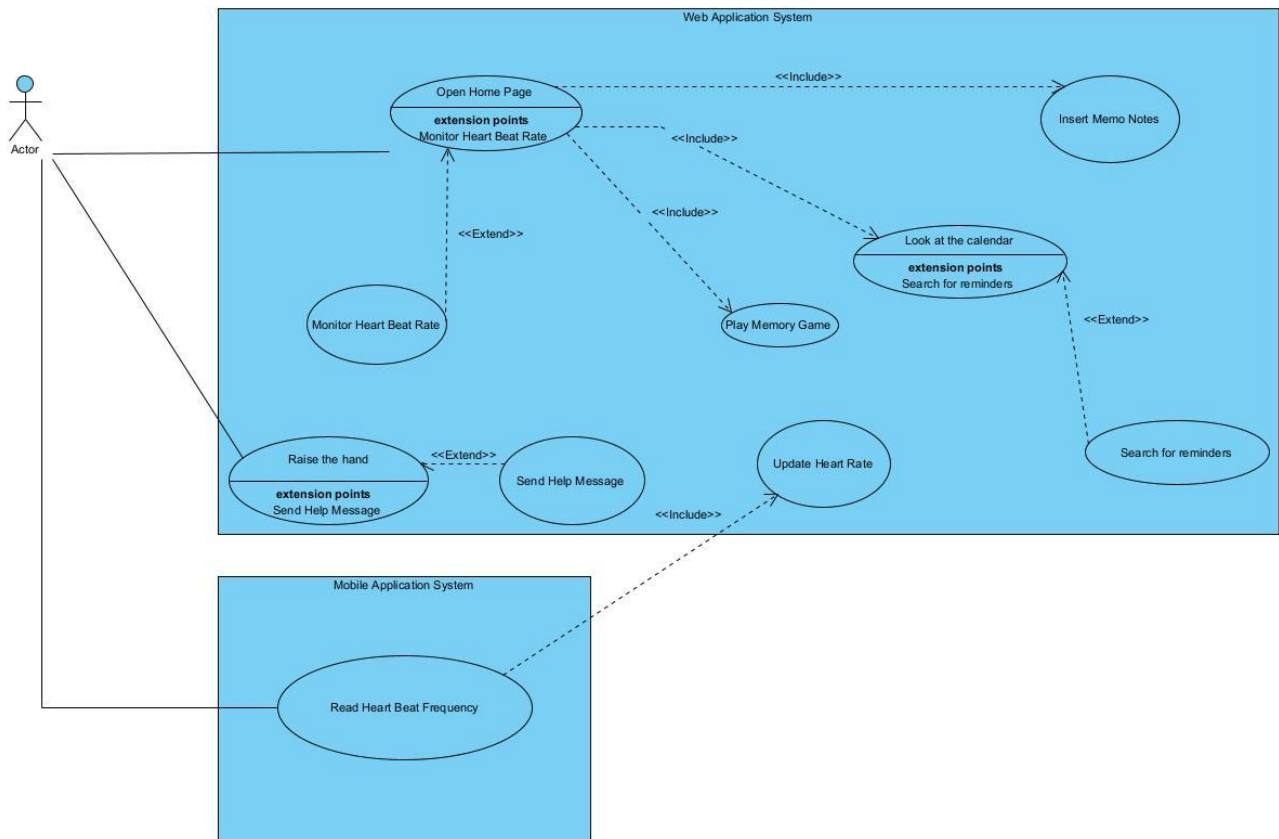 Web Application System
Actor
Open Home Page
extension points
Monitor Heart Beat Rate
<<Include>>
Insert Memo Notes
<<Include>>
<<Include>>
<<Extend>>
Look at the calendar
extension points
Search for reminders
Monitor Heart Beat Rate
Play Memory Game
<<Extend>>
Raise the hand
extension points
Send Help Message
<<Extend>>
Send Help Message
Update Heart Rate
Search for reminders
<<Include>>
Mobile Application System
Read Heart Beat Frequency